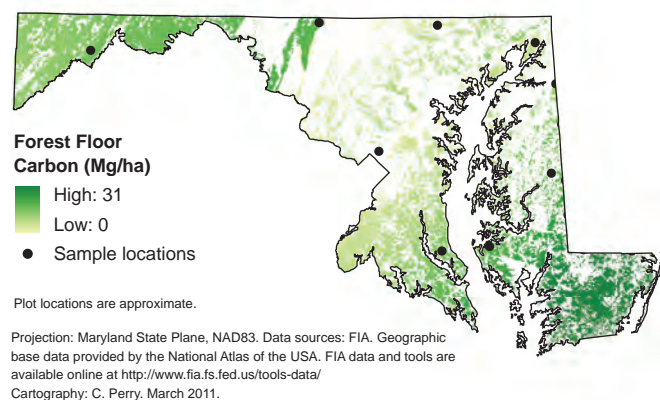 Forest Floor
Carbon (Mg/ha)
High: 31
Low: 0
Sample locations
Plot locations are approximate.
Projection: Maryland State Plane, NAD83. Data sources: FIA. Geographic
base data provided by the National Atlas of the USA. FIA data and tools are
available online at http://www.fia.fs.fed.us/tools-data/
Cartography: C. Perry. March 2011.